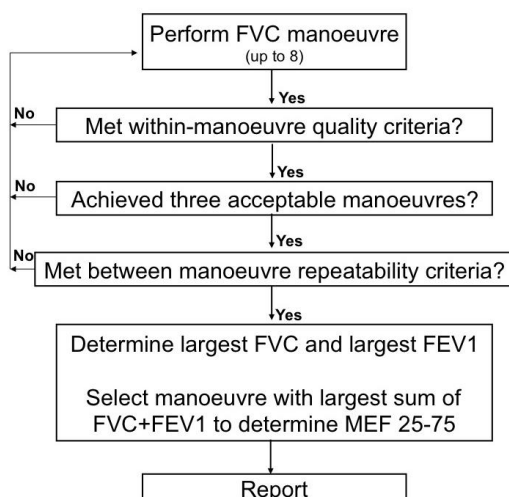 Perform FVC manoeuvre
(up to 8)
Yes
No
Met within-manoeuvre quality criteria?
Yes
No
Achieved three acceptable manoeuvres?
Yes
No
Met between manoeuvre repeatability criteria?
Yes
Determine largest FVC and largest FEV1
Select manoeuvre with largest sum of
FVC+FEV1 to determine MEF 25-75
Report